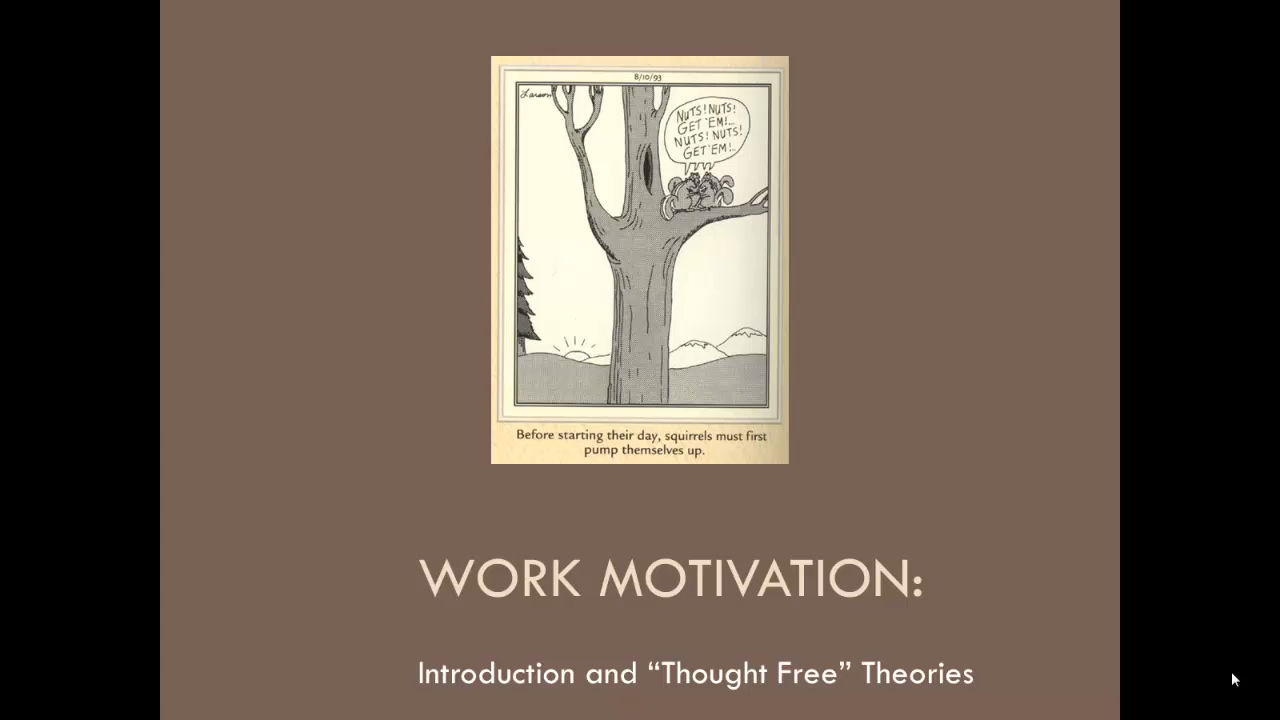 8/10/93
Larson
NUTS! NUTS!
GET 'EM!..
NUTS! NUTS!
GET 'EM!..
Before starting their day, squirrels must first
pump themselves up.
WORK MOTIVATION:
Introduction and “Thought Free” Theories